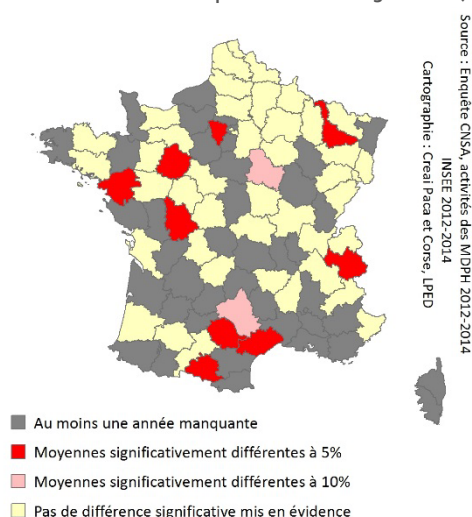 Source : Enquête CNSA, activités des MDPH 2012-2014
INSEE 2012-2014
Cartographie : Creai Paca et Corse, LPED
Au moins une année manquante
Moyennes significativement différentes à 5%
Moyennes significativement différentes à 10%
Pas de différence significative mis en évidence